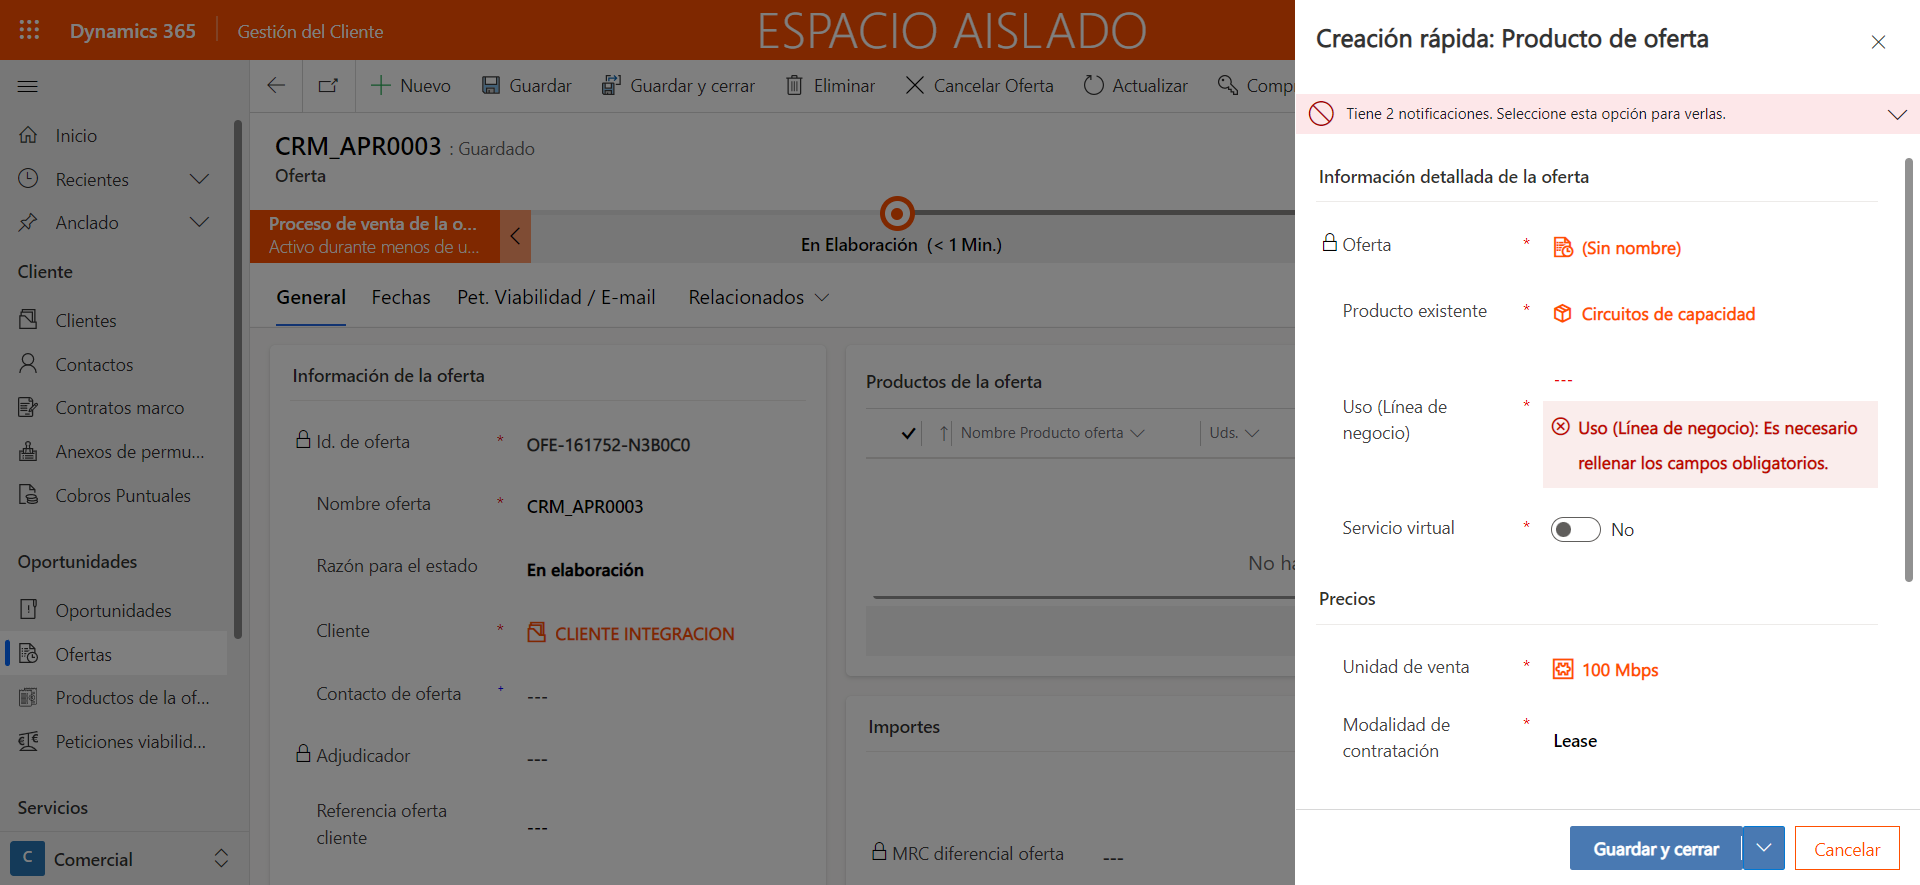 Dynamics 365
Gestión del Cliente
ESPACIO AISLADO
Nuevo
Guardar
Guardar y cerrar
Eliminar
Cancelar Oferta
Actualizar
Comp
Inicio
Recientes
Anclado
Cliente
Clientes
Contactos
Contratos marco
Anexos de permu...
Cobros Puntuales
Oportunidades
Oportunidades
Ofertas
Productos de la of...
Peticiones viabilid...
Servicios
C
Comercial
CRM_APR0003 : Guardado
Oferta
Proceso de venta de la o...
Activo durante menos de u...
En Elaboración (< 1 Min.)
General
Fechas
Pet. Viabilidad / E-mail
Relacionados
Información de la oferta
Id. de oferta * OFE-161752-N3B0C0
Nombre oferta * CRM_APR0003
Razón para el estado En elaboración
Cliente * CLIENTE INTEGRACION
Contacto de oferta + ---
Adjudicador ---
Referencia oferta
cliente
---
Productos de la oferta
Nombre Producto oferta
Uds.
No ha
Importes
MRC diferencial oferta ---
Creación rápida: Producto de oferta
Tiene 2 notificaciones. Seleccione esta opción para verlas.
Información detallada de la oferta
Oferta * (Sin nombre)
Producto existente * Circuitos de capacidad
---
Uso (Línea de
negocio)
*
Uso (Línea de negocio): Es necesario
rellenar los campos obligatorios.
Servicio virtual * No
Precios
Unidad de venta * 100 Mbps
Modalidad de
contratación
*
Lease
Guardar y cerrar
Cancelar